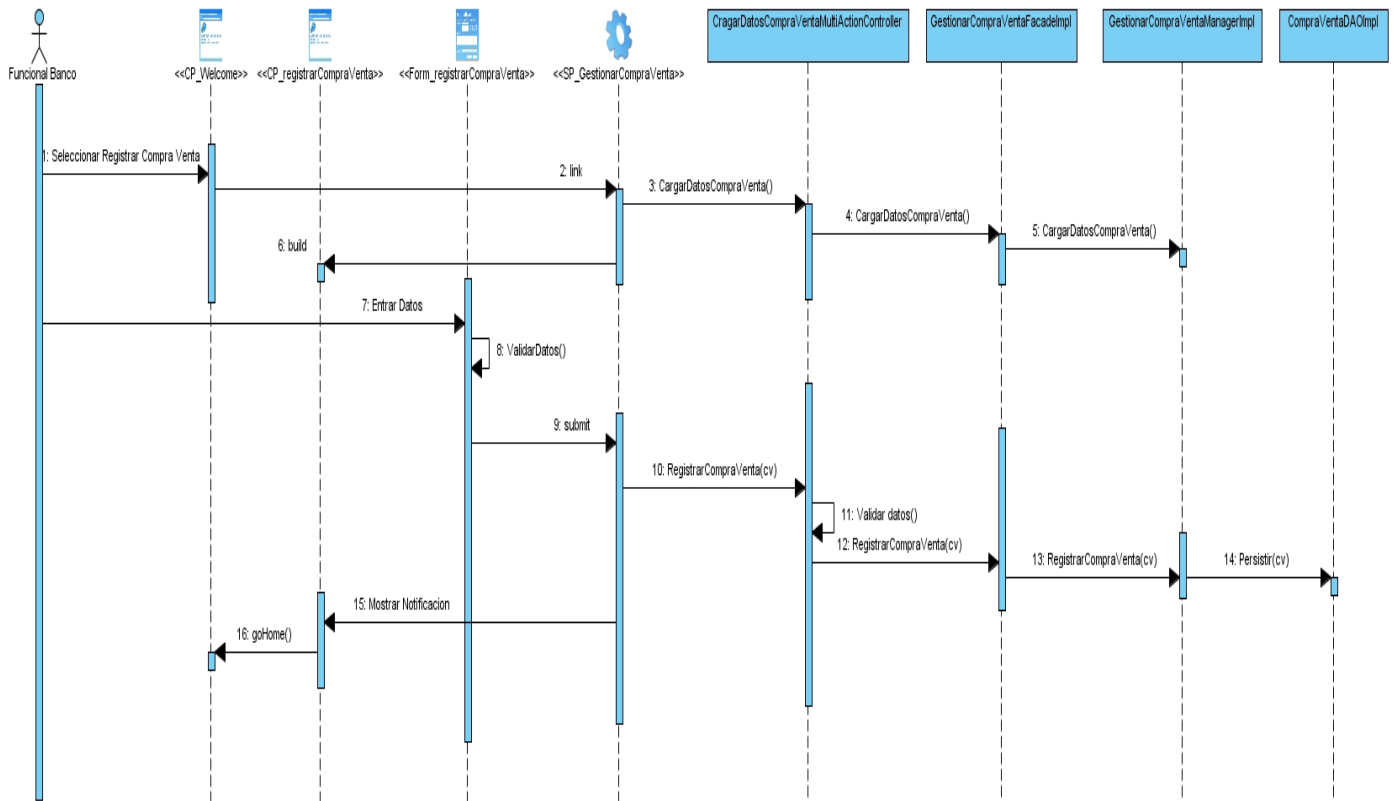 CragarDatosCompraVentaMultiActionController
GestionarCompraVentaFacadeImpl
GestionarCompraVentaManagerImpl
CompraVentaDAOImpl
Funcional Banco
<<CP_Welcome>>
<<CP_registrarCompraVenta>>
<<Form_registrarCompraVenta>>
<<SP_GestionarCompraVenta>>
1: Seleccionar Registrar Compra Venta
2: link
3: CargarDatosCompraVenta()
4: CargarDatosCompraVenta()
5: CargarDatosCompraVenta()
6: build
7: Entrar Datos
8: ValidarDatos()
9: submit
10: RegistrarCompraVenta(cv)
11: Validar datos()
12: RegistrarCompraVenta(cv)
13: RegistrarCompraVenta(cv)
14: Persistir(cv)
15: Mostrar Notificacion
16: goHome()